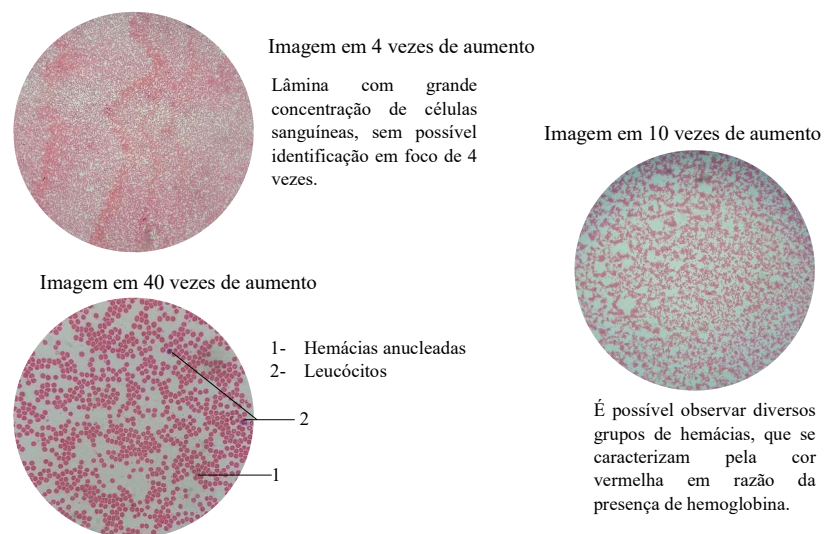 Imagem em 4 vezes de aumento
Lâmina com grande
concentração de células
sanguíneas, sem possível
identificação em foco de 4
vezes.
Imagem em 10 vezes de aumento
Imagem em 40 vezes de aumento
1- Hemácias anucleadas
2- Leucócitos
2
1
É possível observar diversos
grupos de hemácias, que se
caracterizam pela cor
vermelha em razão da
presença de hemoglobina.